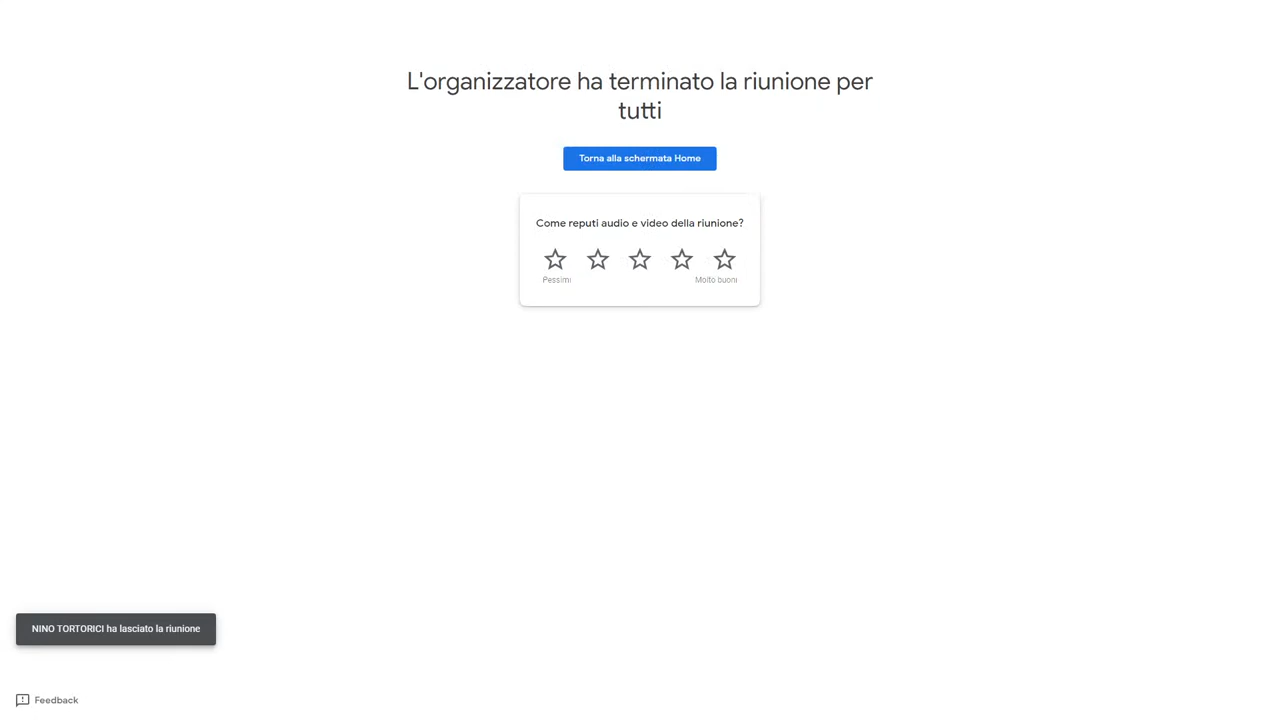 L'organizzatore ha terminato la riunione per
tutti
Torna alla schermata Home
Come reputi audio e video della riunione?
Pessimi
Molto buoni
NINO TORTORICI ha lasciato la riunione
Feedback